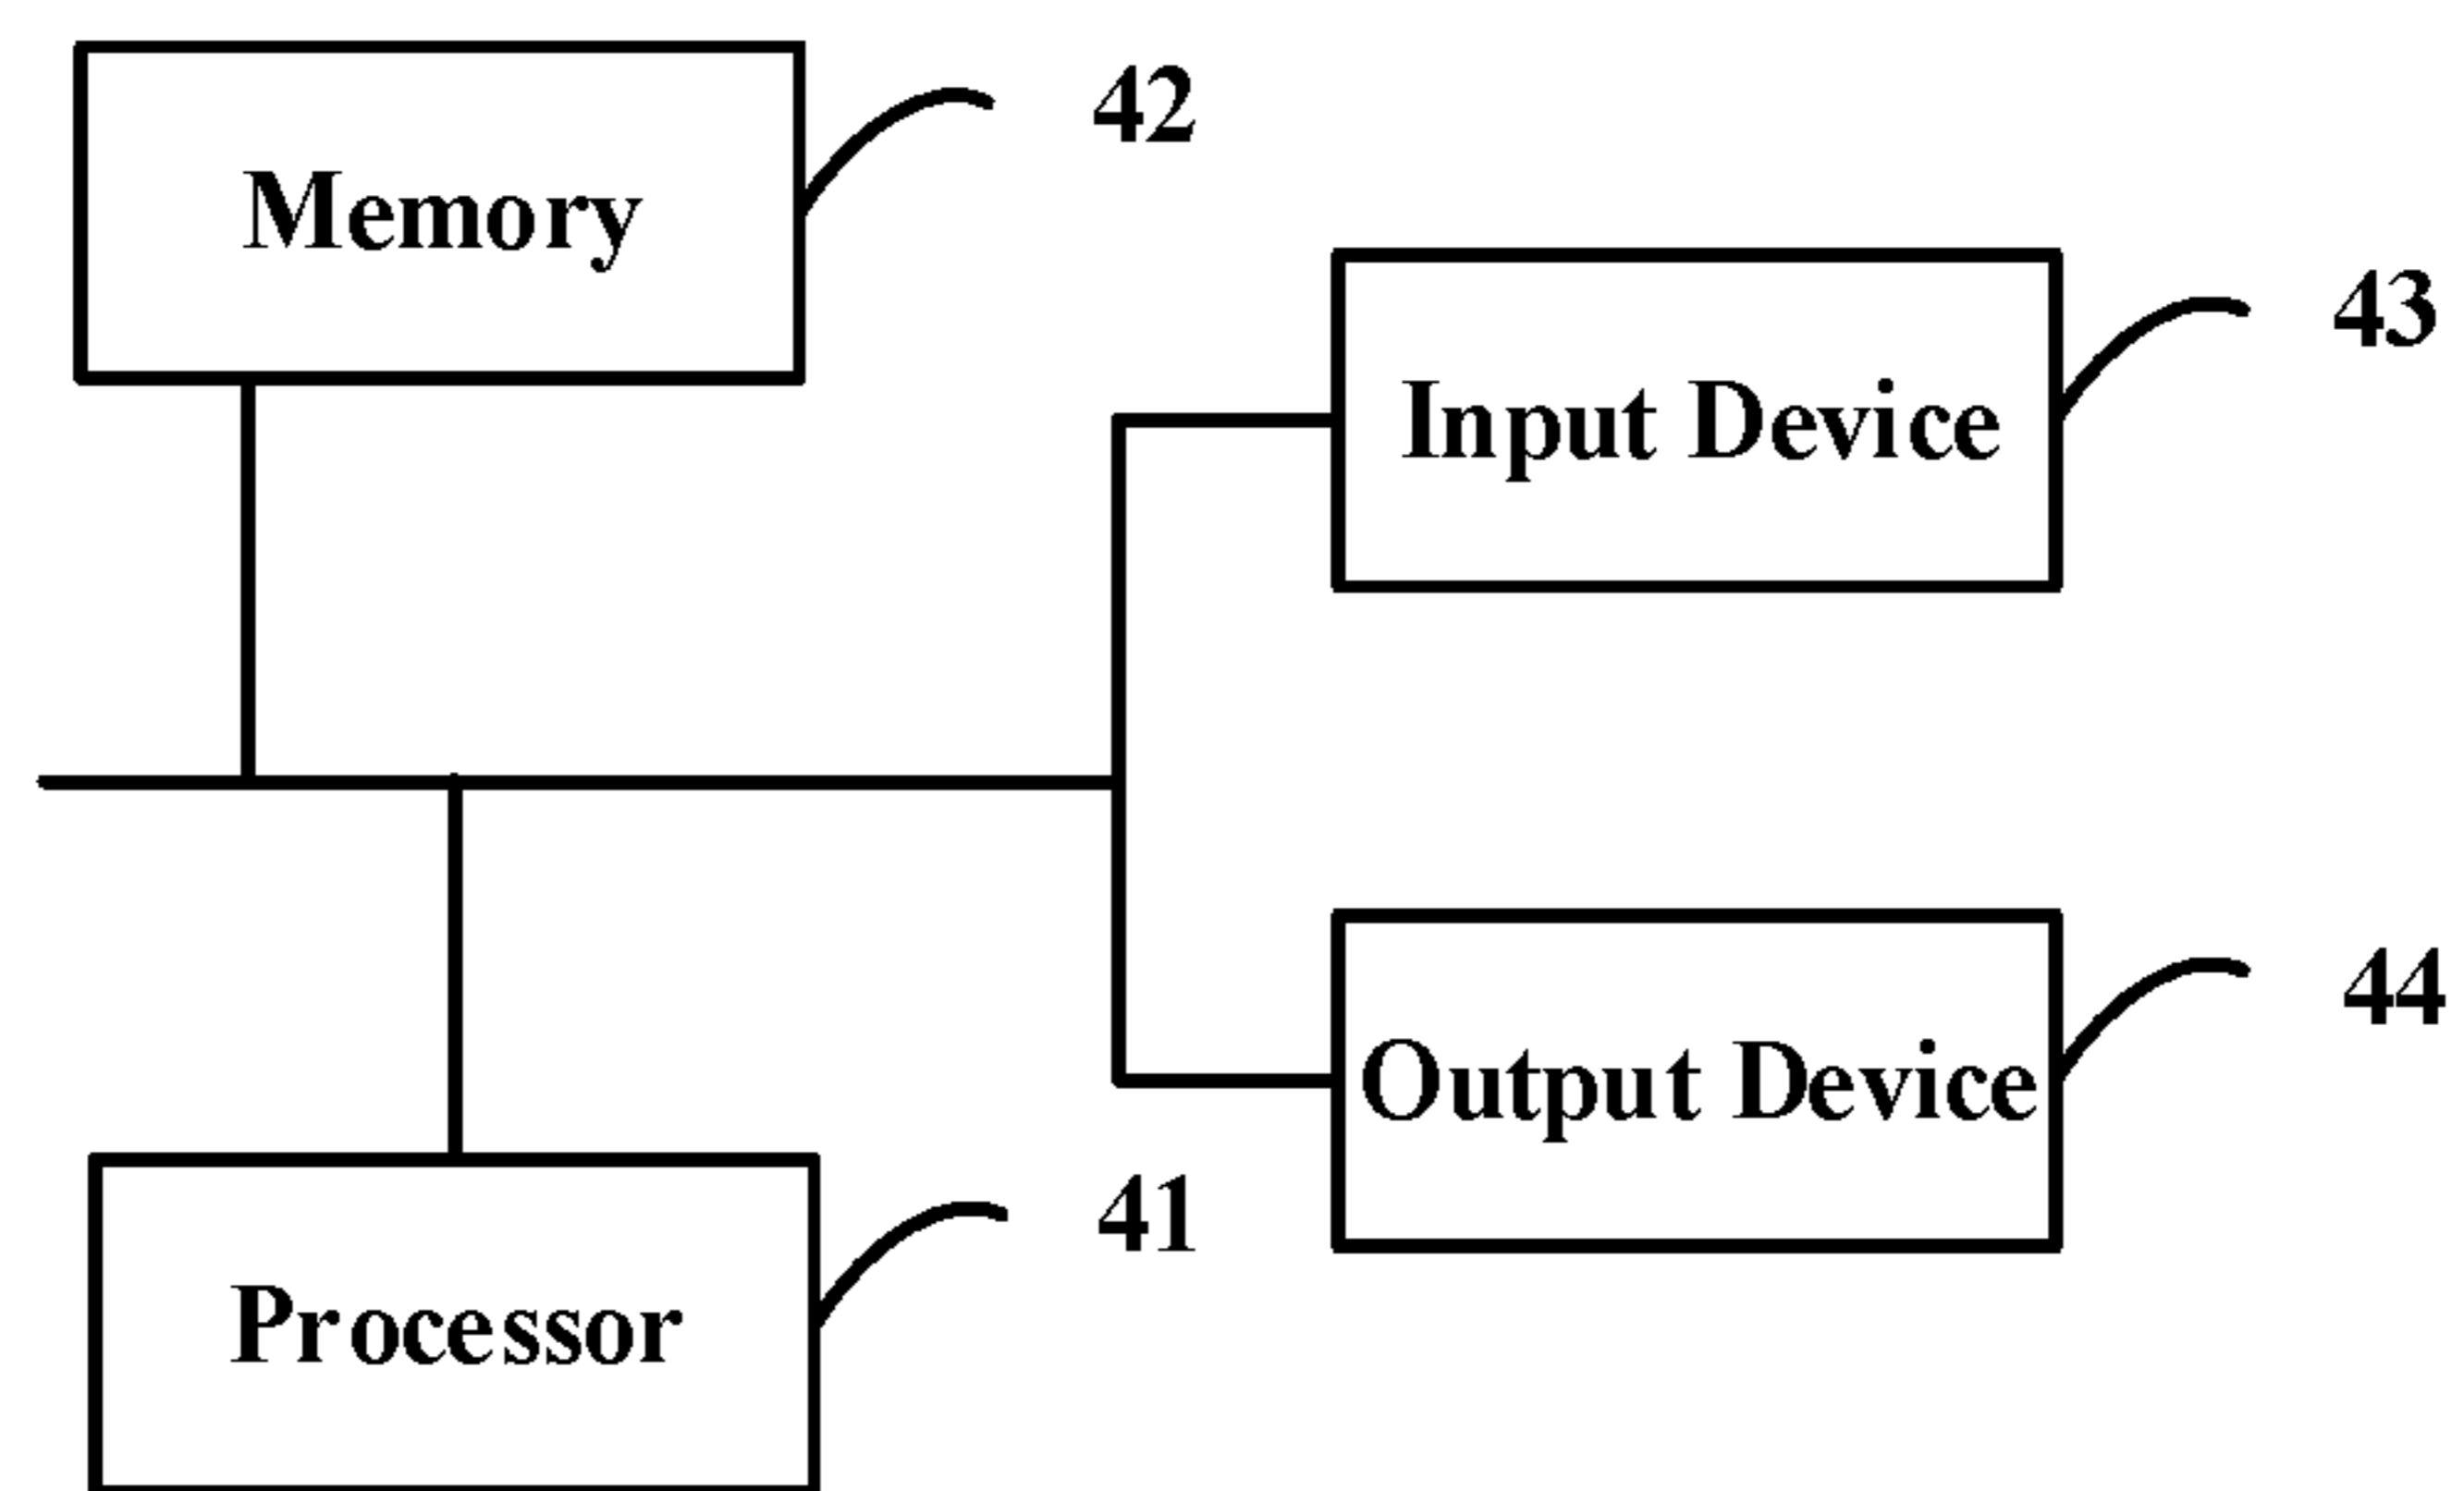 42
Memory
43
Input Device
44
Output Device
41
Processor